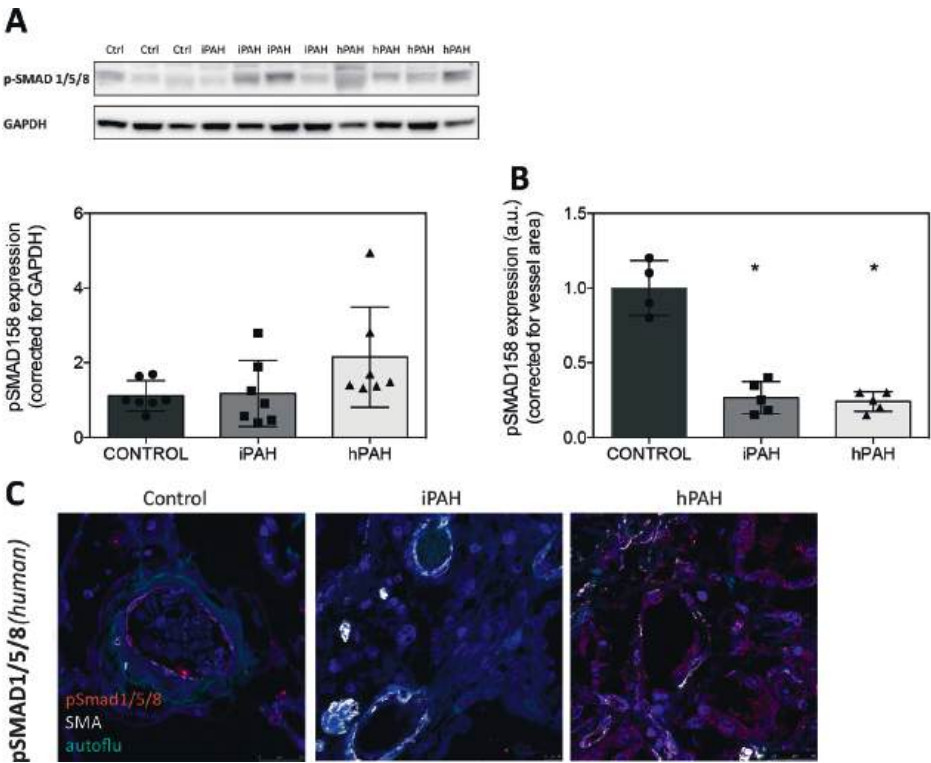 A
Ctrl Ctrl Ctrl iPAH iPAH iPAH iPAH hPAH hPAH hPAH hPAH
p-SMAD 1/5/8
GAPDH
pSMAD158 expression
(corrected for GAPDH)
6
4
2
0
CONTROL iPAH hPAH
B
pSMAD158 expression (a.u.)
(corrected for vessel area)
1.5
1.0
0.5
0.0
* *
CONTROL iPAH hPAH
C
Control iPAH hPAH
pSMAD1/5/8 (human)
pSmad1/5/8
SMA
autoflu